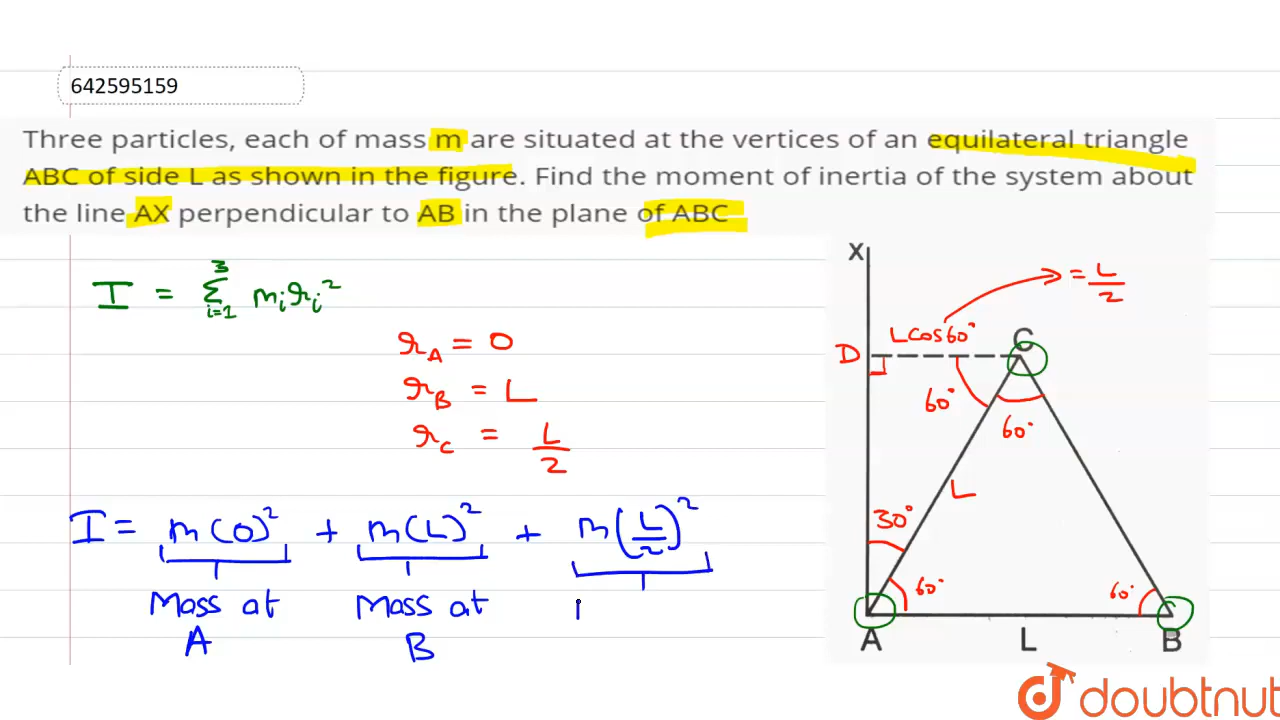 642595159
Three particles, each of mass m are situated at the vertices of an equilateral triangle
ABC of side L as shown in the figure. Find the moment of inertia of the system about
the line AX perpendicular to AB in the plane of ABC
I = Σ i=1 3 mᵢrᵢ²
r_A = 0
r_B = L
r_C = L/2
I = m(0)² + m(L)² + m(L/2)²
Mass at A
Mass at B
X
= L/2
L cos 60°
D
C
60°
60°
L
30°
60°
60°
A
L
B
doubtnut